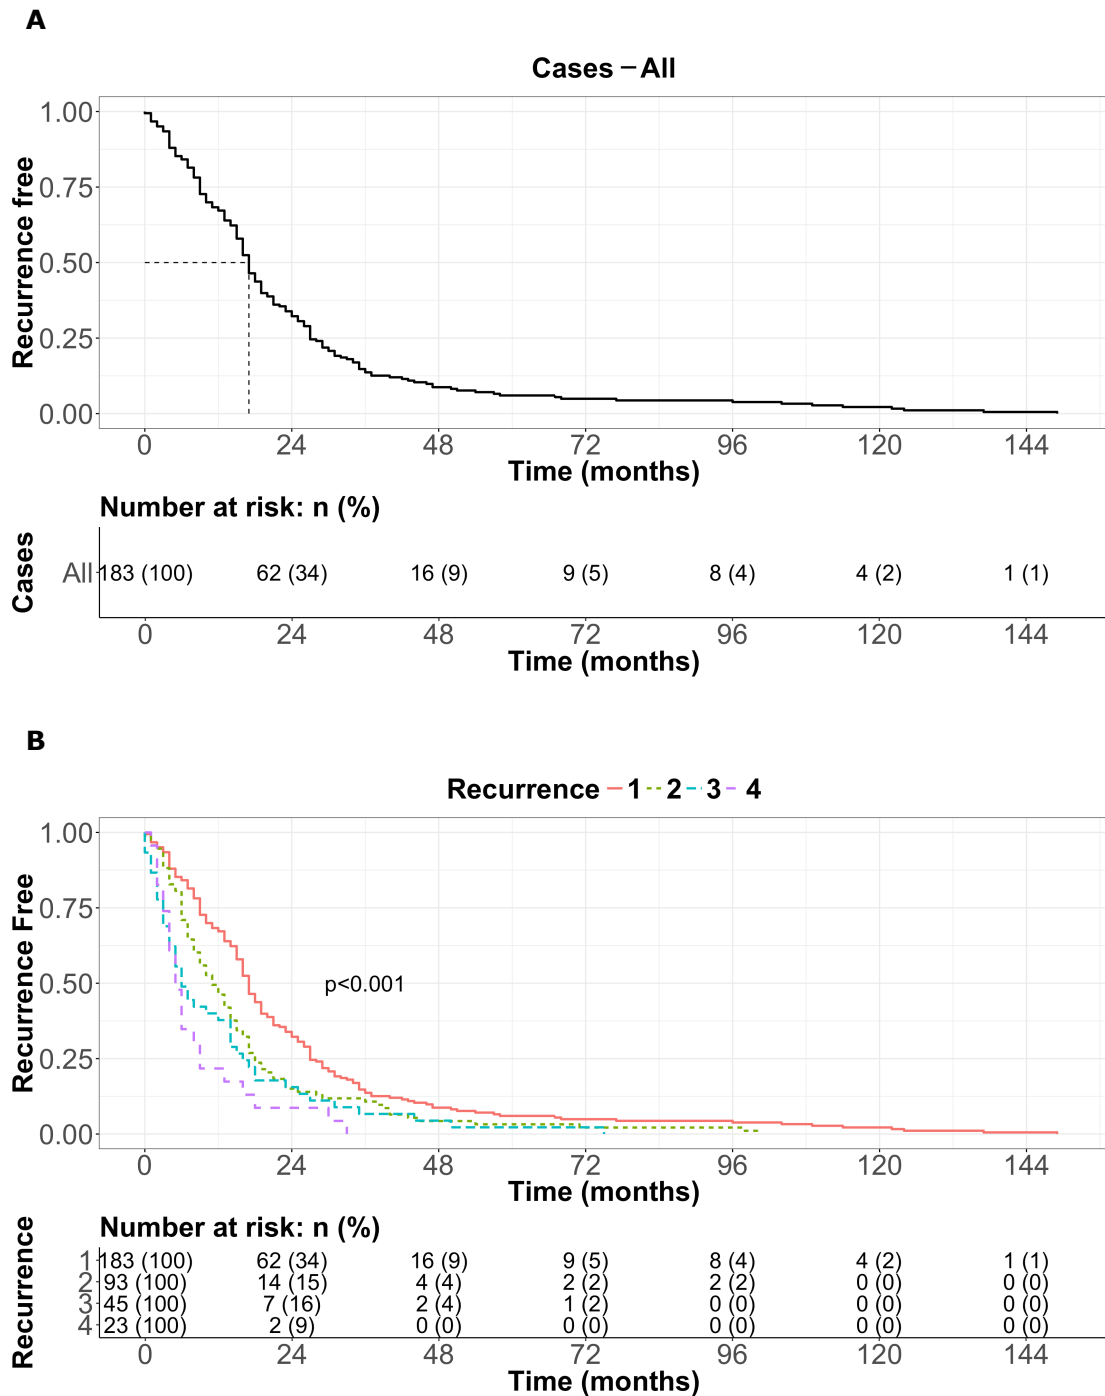 A
Cases – All
Recurrence free
1.00
0.75
0.50
0.25
0.00
0 24 48 72 96 120 144
Time (months)
Number at risk: n (%)
Cases
All 183 (100) 62 (34) 16 (9) 9 (5) 8 (4) 4 (2) 1 (1)
0 24 48 72 96 120 144
Time (months)
B
Recurrence 1 2 3 4
Recurrence Free
1.00
0.75
0.50
0.25
0.00
p<0.001
0 24 48 72 96 120 144
Time (months)
Number at risk: n (%)
Recurrence
1 183 (100) 62 (34) 16 (9) 9 (5) 8 (4) 4 (2) 1 (1)
2 93 (100) 14 (15) 4 (4) 2 (2) 2 (2) 0 (0) 0 (0)
3 45 (100) 7 (16) 2 (4) 1 (2) 0 (0) 0 (0) 0 (0)
4 23 (100) 2 (9) 0 (0) 0 (0) 0 (0) 0 (0) 0 (0)
0 24 48 72 96 120 144
Time (months)